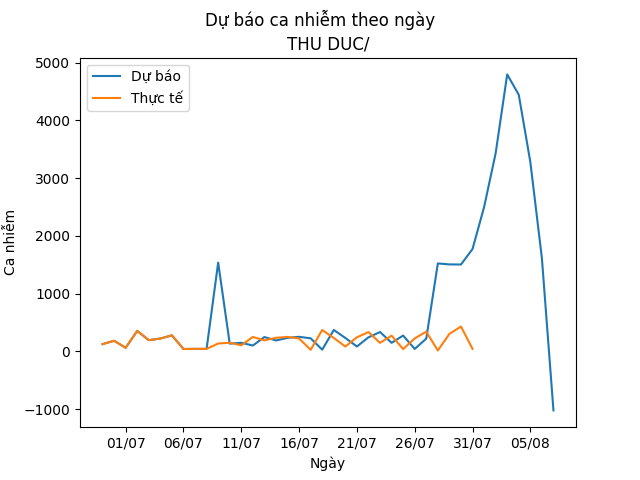 Dự báo ca nhiễm theo ngày
THU DUC/
Dự báo
Thực tế
Ca nhiễm
5000
4000
3000
2000
1000
0
−1000
01/07 06/07 11/07 16/07 21/07 26/07 31/07 05/08
Ngày